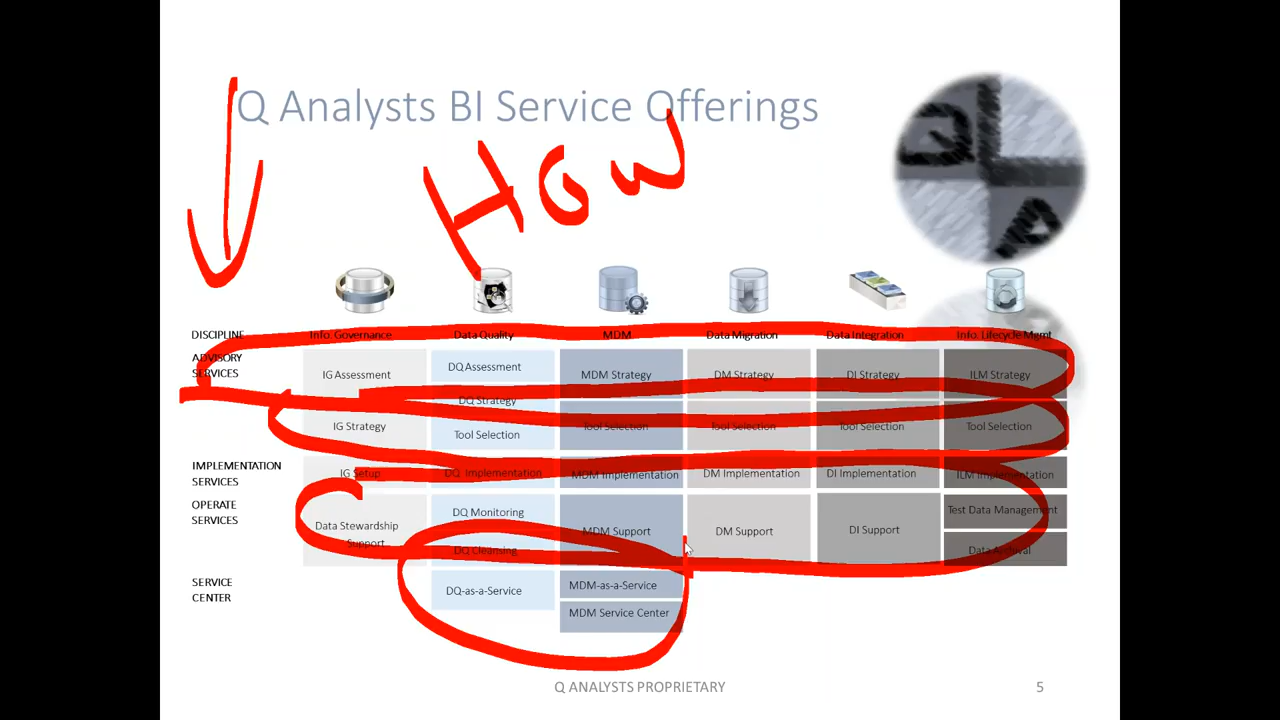 Q Analysts BI Service Offerings
How
Q
A
DISCIPLINE Info. Governance Data Quality MDM Data Migration Data Integration Info. Lifecycle Mgmt
ADVISORY
SERVICES
IG Assessment DQ Assessment MDM Strategy DM Strategy DI Strategy ILM Strategy
DQ Strategy
IG Strategy Tool Selection Tool Selection Tool Selection Tool Selection Tool Selection
IMPLEMENTATION
SERVICES
IG Setup DQ Implementation MDM Implementation DM Implementation DI Implementation ILM Implementation
OPERATE
SERVICES
Data Stewardship
Support
DQ Monitoring MDM Support DM Support DI Support Test Data Management
DQ Cleansing Data Archival
SERVICE
CENTER
DQ-as-a-Service MDM-as-a-Service
MDM Service Center
Q ANALYSTS PROPRIETARY 5